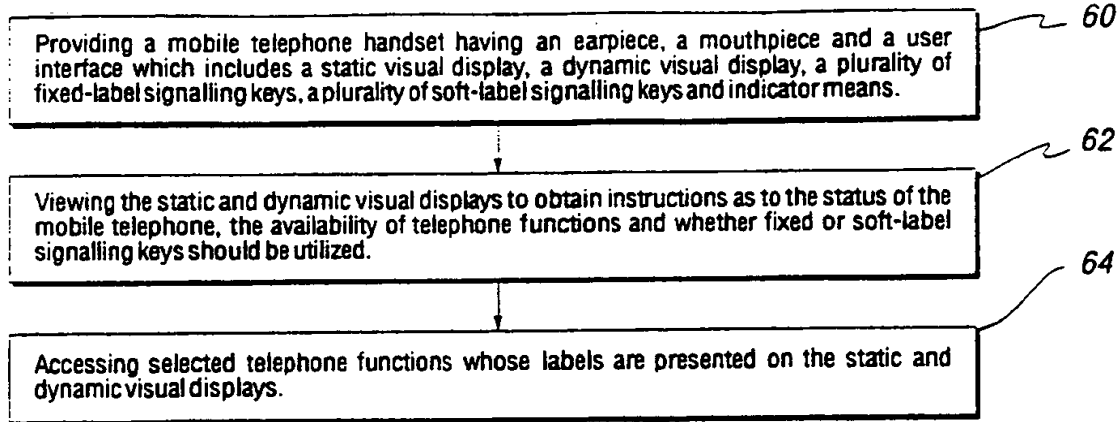 60
Providing a mobile telephone handset having an earpiece, a mouthpiece and a user
interface which includes a static visual display, a dynamic visual display, a plurality of
fixed-label signalling keys, a plurality of soft-label signalling keys and indicator means.
62
Viewing the static and dynamic visual displays to obtain instructions as to the status of the
mobile telephone, the availability of telephone functions and whether fixed or soft-label
signalling keys should be utilized.
64
Accessing selected telephone functions whose labels are presented on the static and
dynamic visual displays.